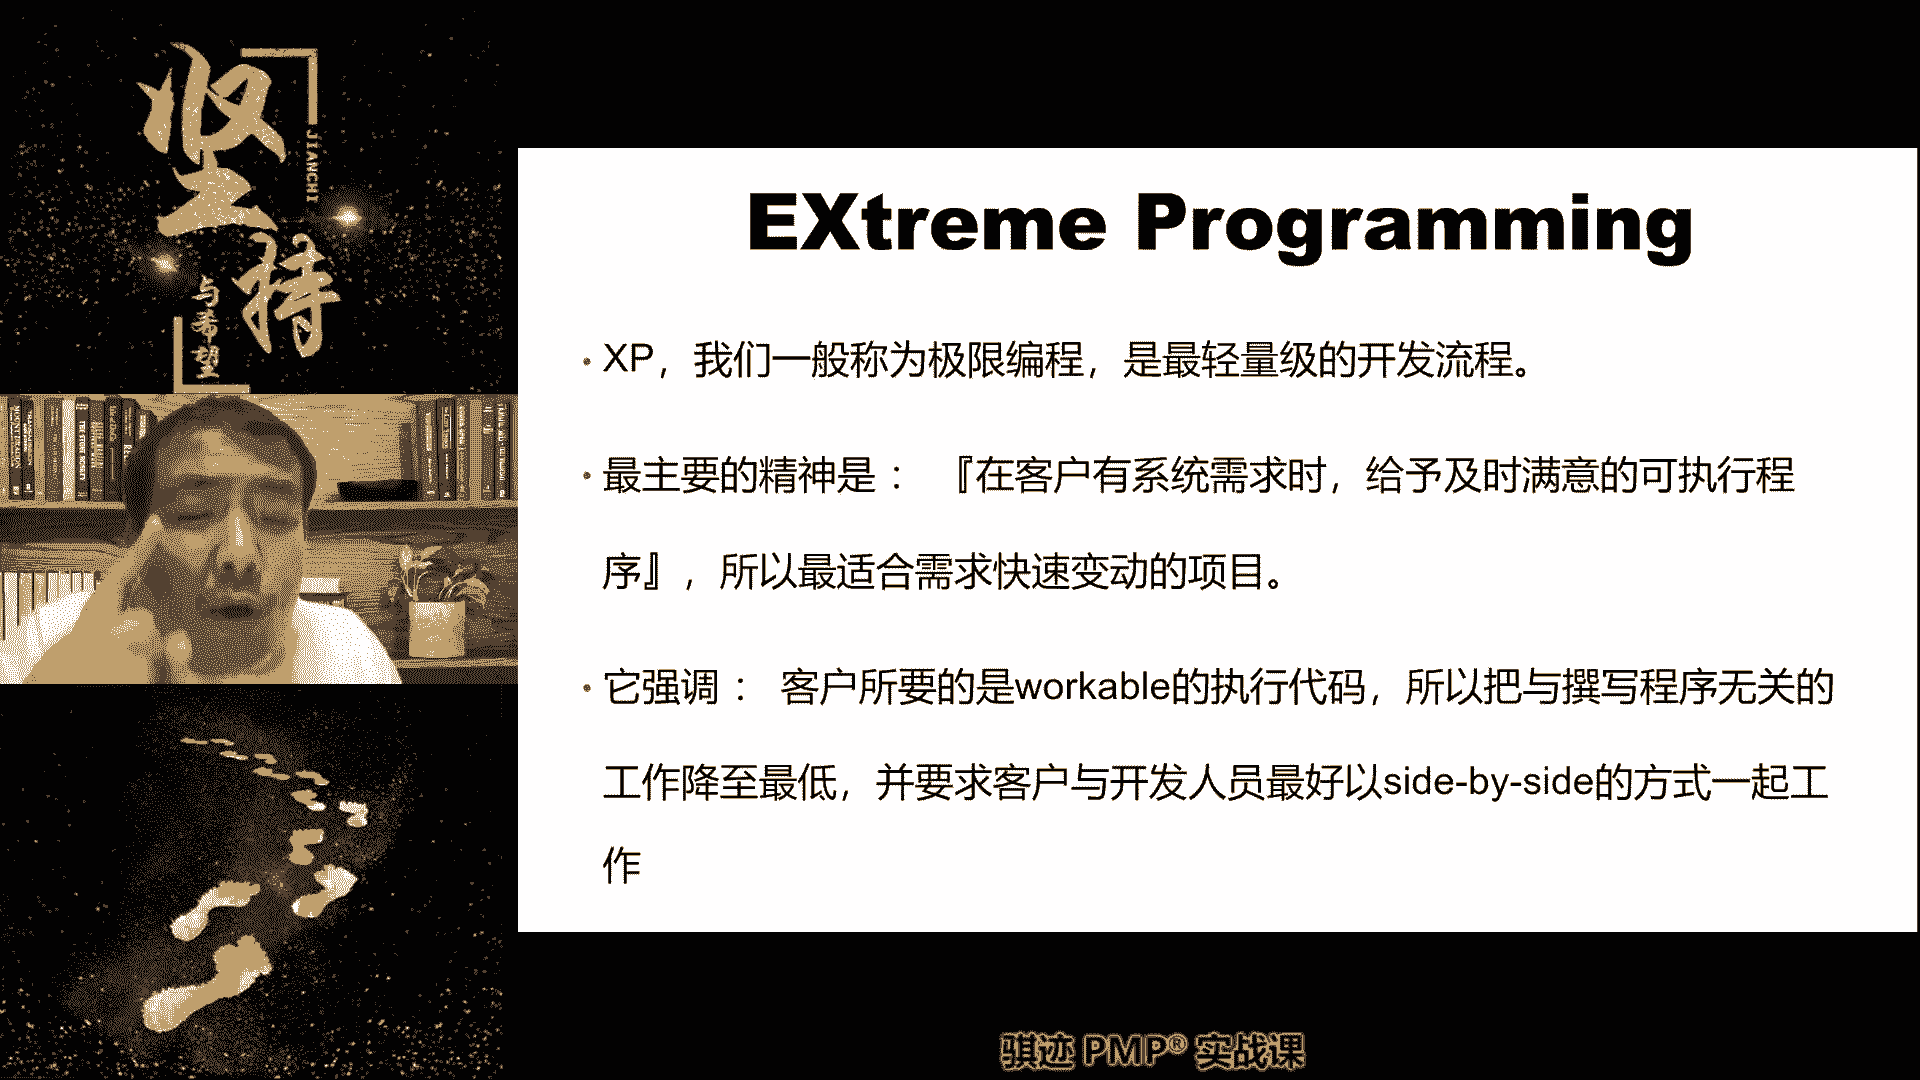 坚持
JIANCHI
与希望
EXtreme Programming
• XP，我们一般称为极限编程，是最轻量级的开发流程。
• 最主要的精神是： 『在客户有系统需求时，给予及时满意的可执行程
序』，所以最适合需求快速变动的项目。
• 它强调： 客户所要的是workable的执行代码，所以把与撰写程序无关的
工作降至最低，并要求客户与开发人员最好以side-by-side的方式一起工
作
骐迹 PMP® 实战课